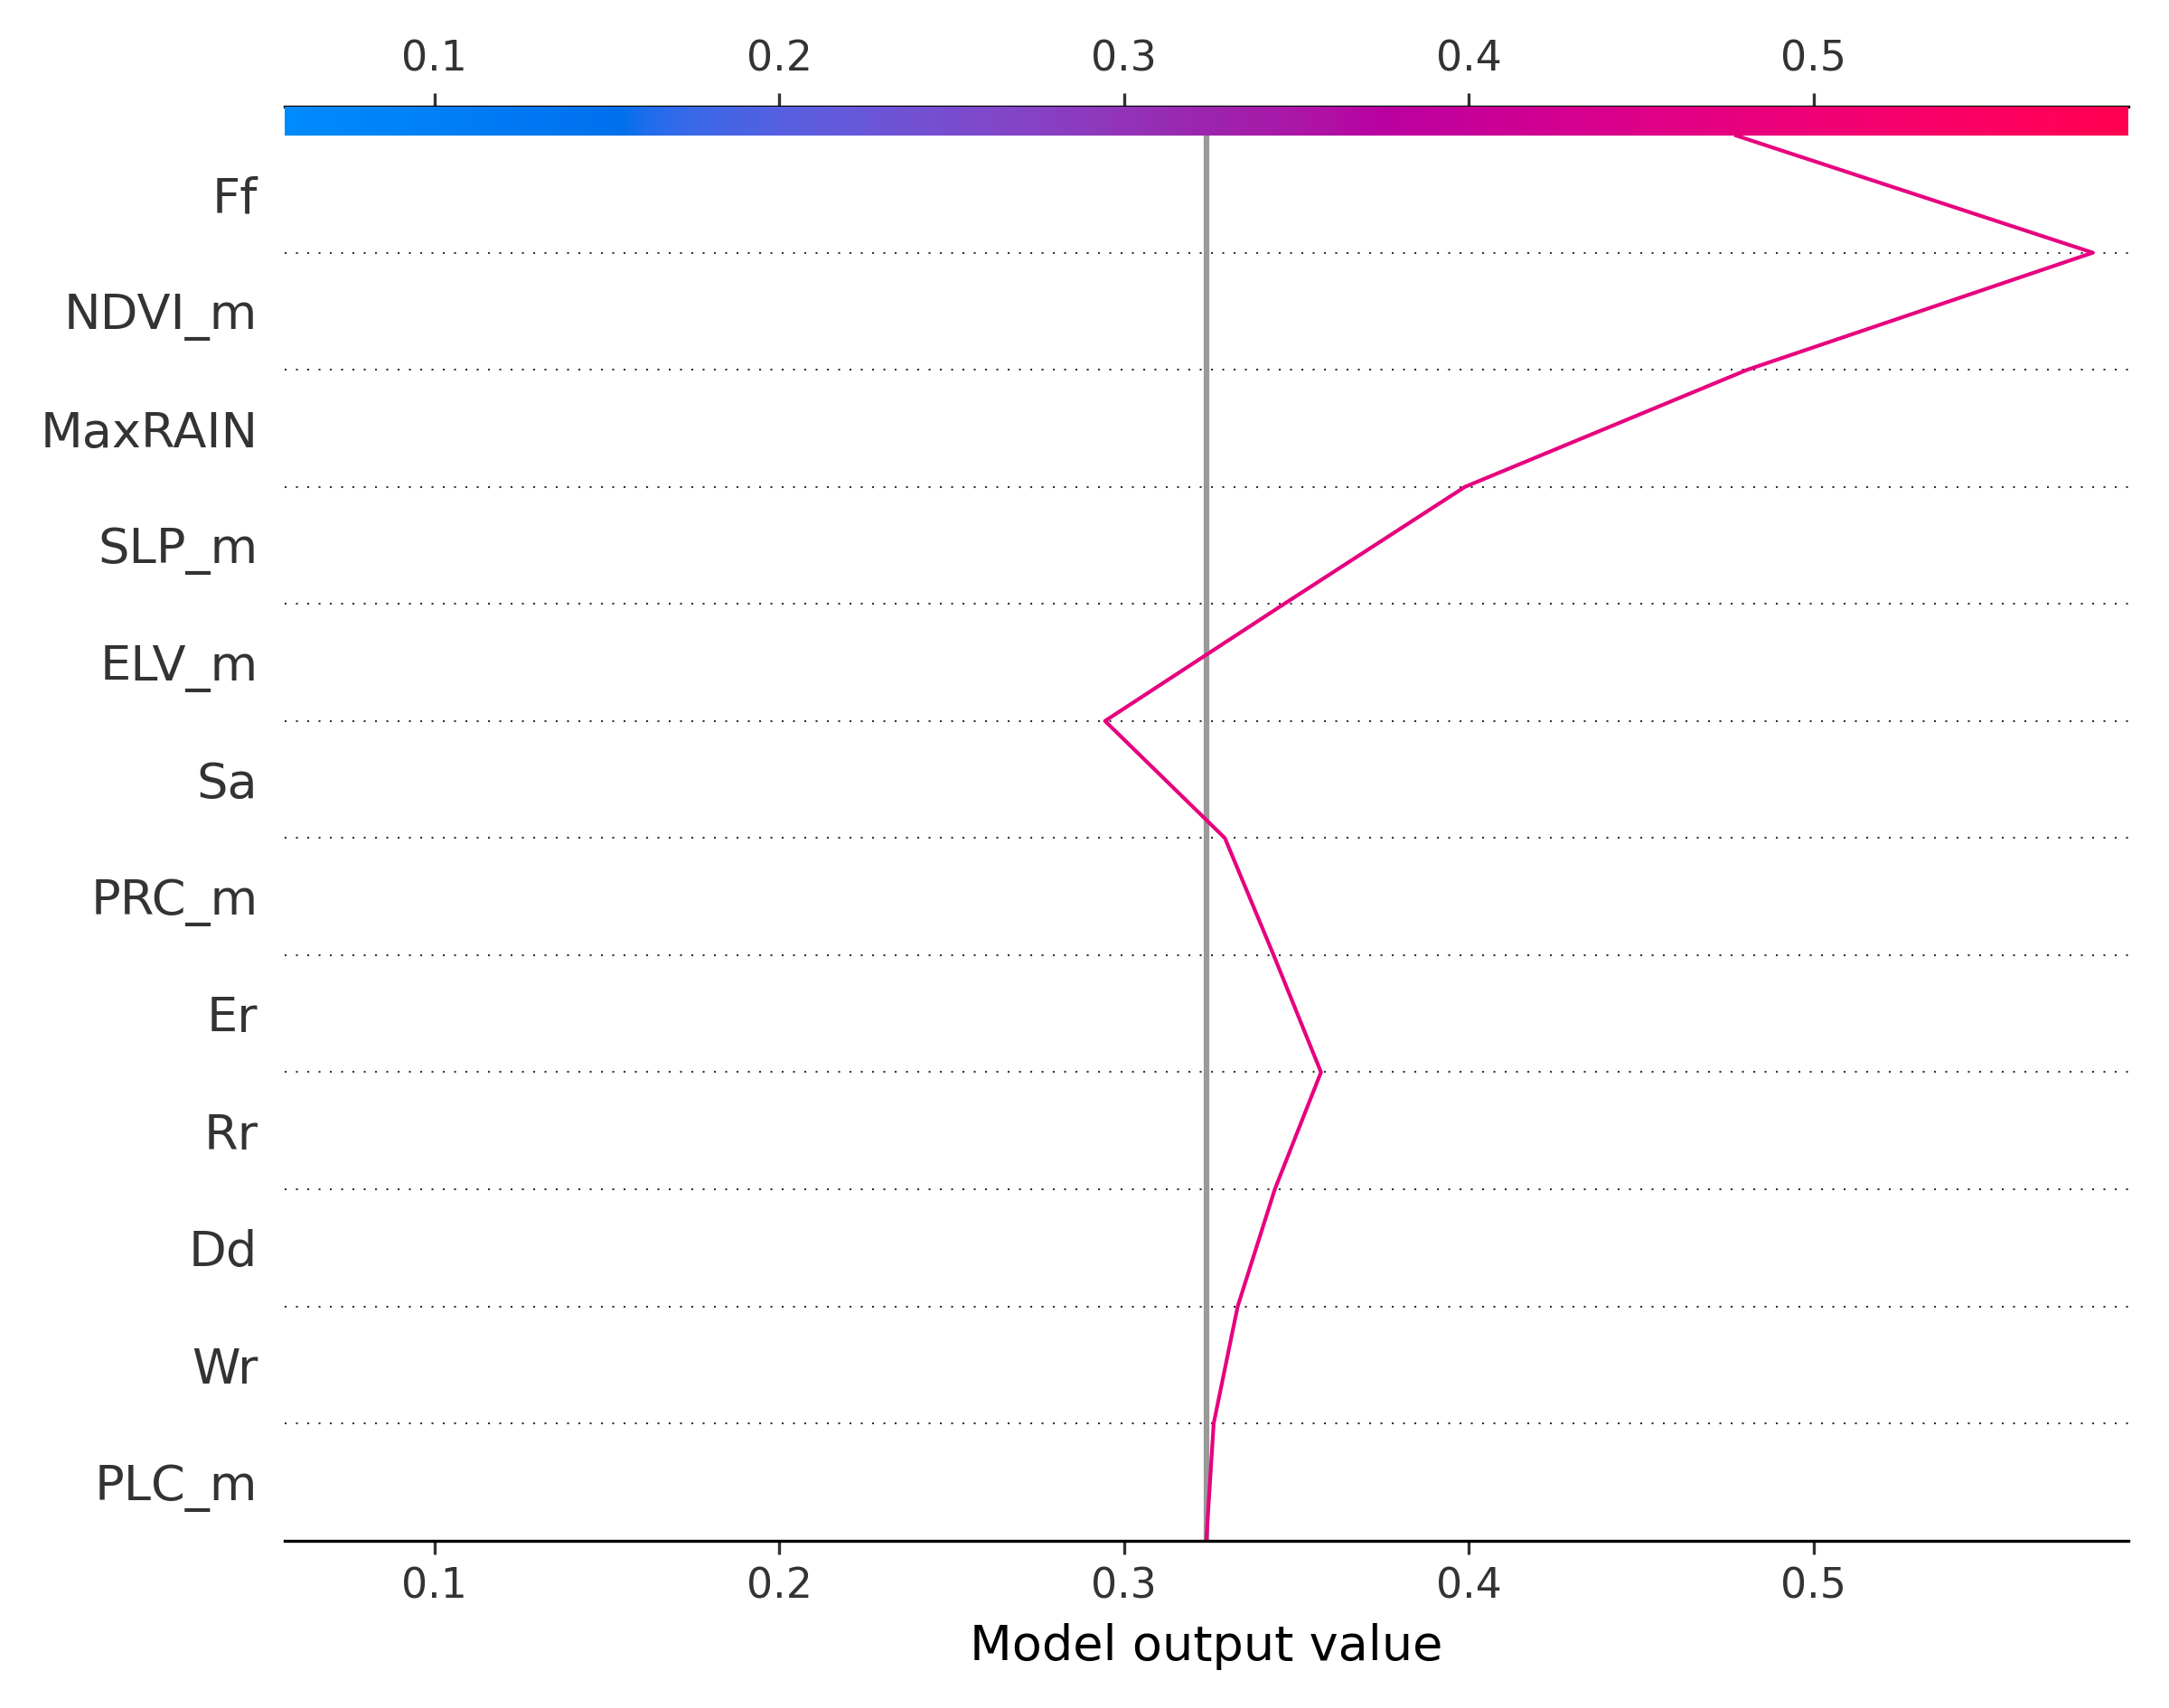 0.1 0.2 0.3 0.4 0.5
Ff
NDVI_m
MaxRAIN
SLP_m
ELV_m
Sa
PRC_m
Er
Rr
Dd
Wr
PLC_m
0.1 0.2 0.3 0.4 0.5
Model output value